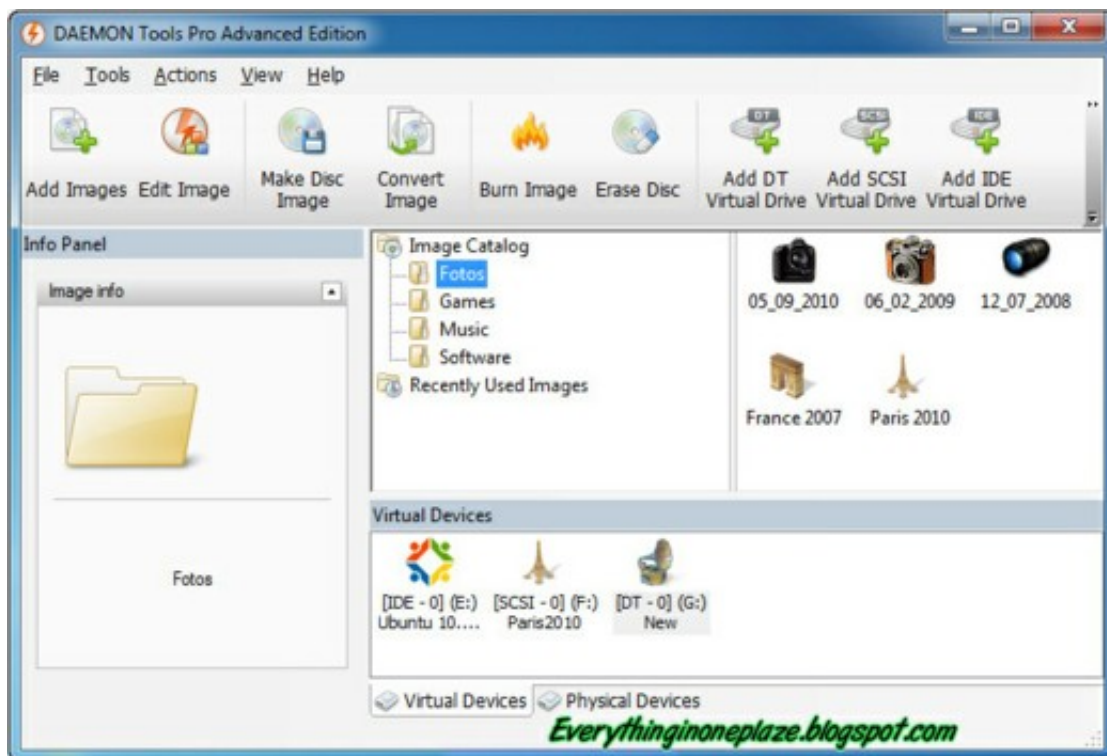 DAEMON Tools Pro Advanced Edition
File Tools Actions View Help
Add Images
Edit Image
Make Disc
Image
Convert
Image
Burn Image
Erase Disc
DT
Add DT
Virtual Drive
SCSI
Add SCSI
Virtual Drive
IDE
Add IDE
Virtual Drive
Info Panel
Image info
Fotos
Image Catalog
Fotos
Games
Music
Software
Recently Used Images
05_09_2010
06_02_2009
12_07_2008
France 2007
Paris 2010
Virtual Devices
[IDE - 0] (E:)
Ubuntu 10....
[SCSI - 0] (F:)
Paris2010
[DT - 0] (G:)
New
Virtual Devices
Physical Devices
Everythinginoneplaze.blogspot.com